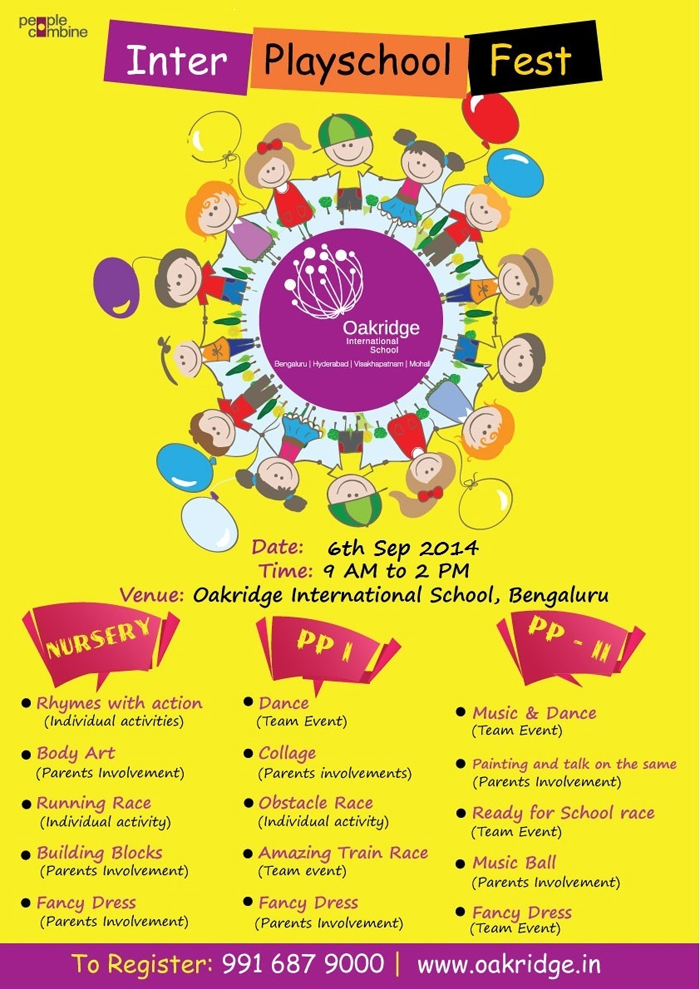 people
combine
Inter Playschool Fest
Oakridge
International
School
Bengaluru | Hyderabad | Visakhapatnam | Mohali
Date: 6th Sep 2014
Time: 9 AM to 2 PM
Venue: Oakridge International School, Bengaluru
NURSERY
Rhymes with action
(Individual activities)
Body Art
(Parents Involvement)
Running Race
(Individual activity)
Building Blocks
(Parents Involvement)
Fancy Dress
(Parents Involvement)
PP I
Dance
(Team Event)
Collage
(Parents involvements)
Obstacle Race
(Individual activity)
Amazing Train Race
(Team event)
Fancy Dress
(Parents Involvement)
PP - II
Music & Dance
(Team Event)
Painting and talk on the same
(Parents Involvement)
Ready for School race
(Team Event)
Music Ball
(Parents Involvement)
Fancy Dress
(Team Event)
To Register: 991 687 9000 | www.oakridge.in